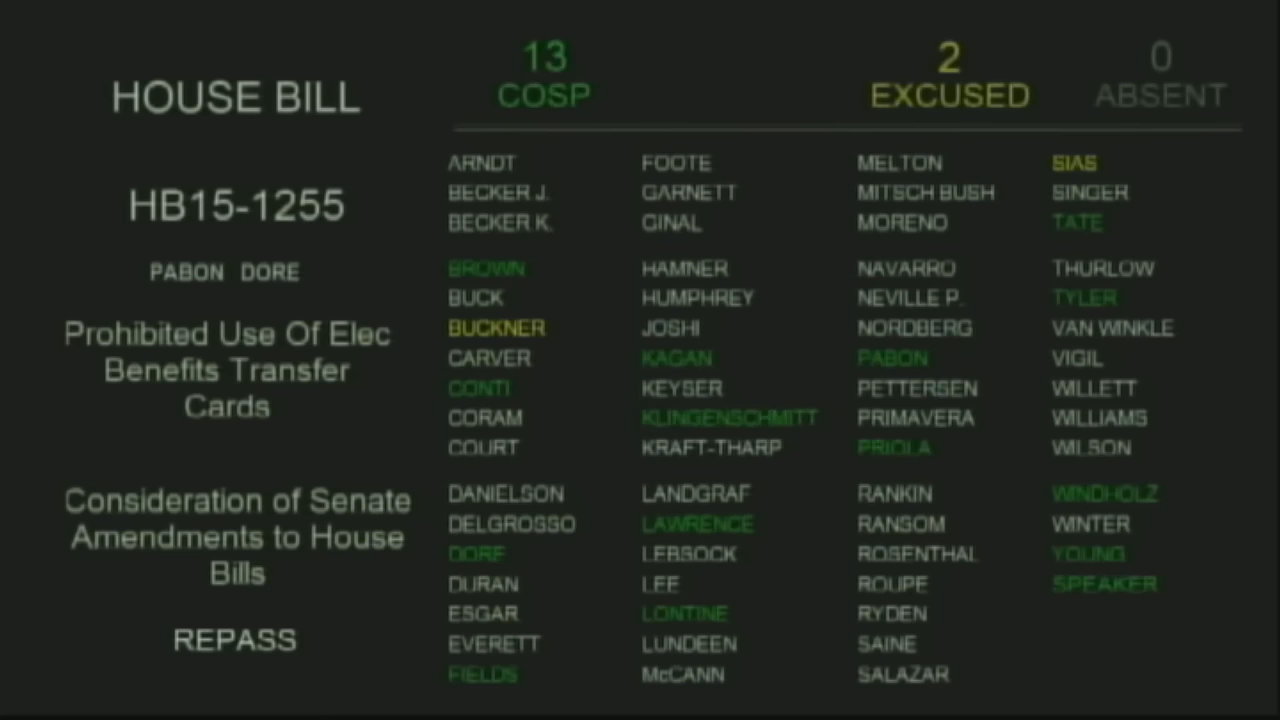 HOUSE BILL
HB15-1255
PABON DORE
Prohibited Use Of Elec
Benefits Transfer
Cards
Consideration of Senate
Amendments to House
Bills
REPASS
13
COSP
2
EXCUSED
0
ABSENT
ARNDT
BECKER J.
BECKER K.
BROWN
BUCK
BUCKNER
CARVER
CONTI
CORAM
COURT
DANIELSON
DELGROSSO
DORE
DURAN
ESGAR
EVERETT
FIELDS
FOOTE
GARNETT
GINAL
HAMNER
HUMPHREY
JOSHI
KAGAN
KEYSER
KLINGENSCHMITT
KRAFT-THARP
LANDGRAF
LAWRENCE
LEBSOCK
LEE
LONTINE
LUNDEEN
McCANN
MELTON
MITSCH BUSH
MORENO
NAVARRO
NEVILLE P.
NORDBERG
PABON
PETTERSEN
PRIMAVERA
PRIOLA
RANKIN
RANSOM
ROSENTHAL
ROUPE
RYDEN
SAINE
SALAZAR
SIAS
SINGER
TATE
THURLOW
TYLER
VAN WINKLE
VIGIL
WILLETT
WILLIAMS
WILSON
WINDHOLZ
WINTER
YOUNG
SPEAKER